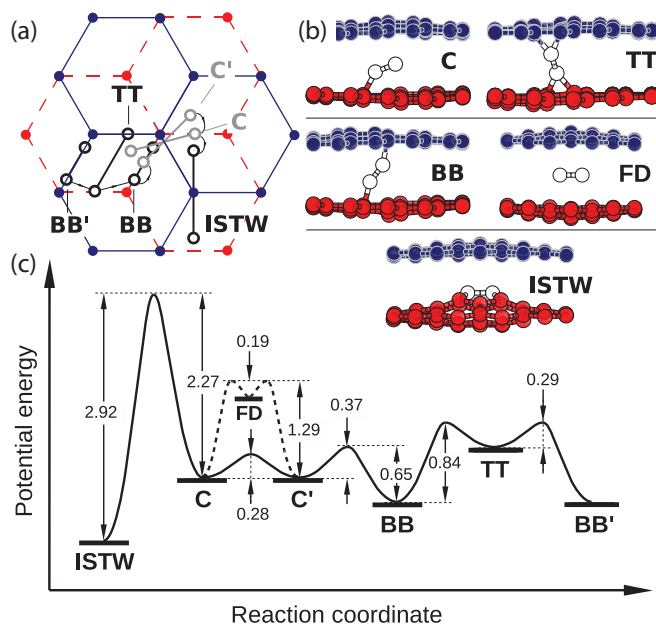 (a)
C'
TT
C
BB'
BB
ISTW
(b)
C
TT
BB
FD
ISTW
(c)
Potential energy
2.92
2.27
0.19
FD
1.29
0.37
0.29
0.65
0.84
TT
C
C'
0.28
BB
BB'
ISTW
Reaction coordinate